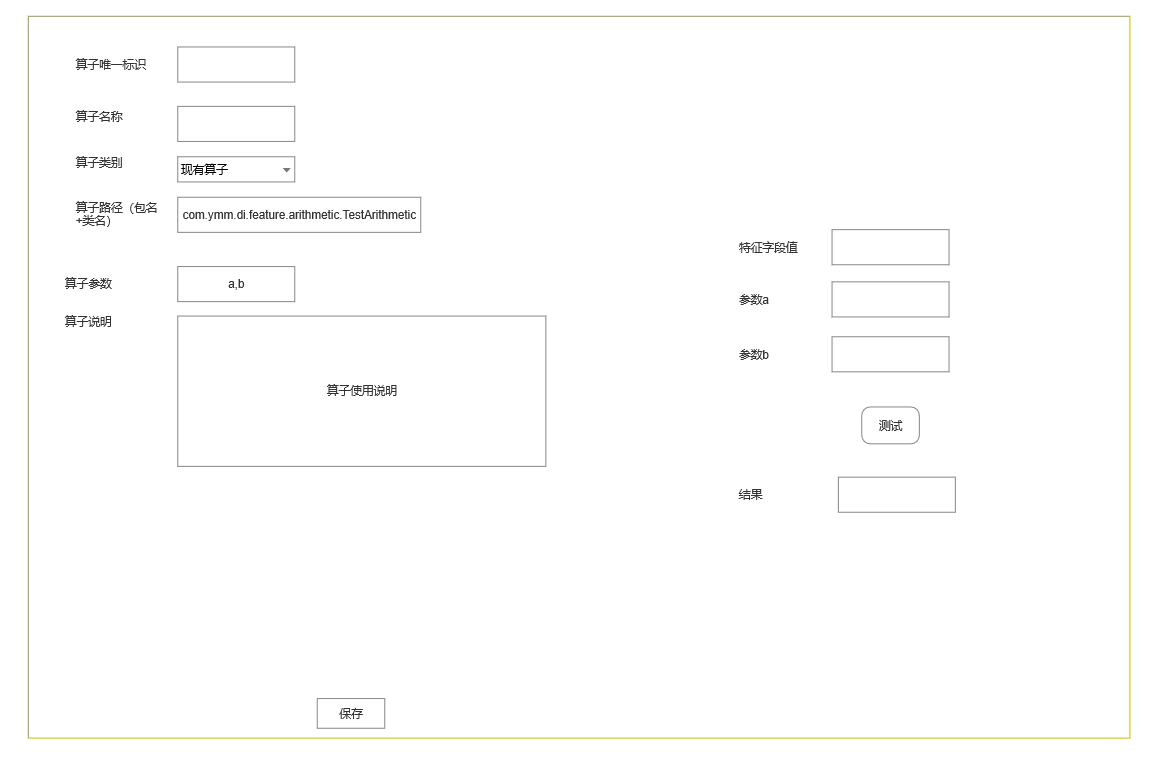 算子唯一标识
算子名称
算子类别
现有算子
算子路径（包名
+类名）
com.ymm.di.feature.arithmetic.TestArithmetic
算子参数
a,b
算子说明
算子使用说明
特征字段值
参数a
参数b
测试
结果
保存